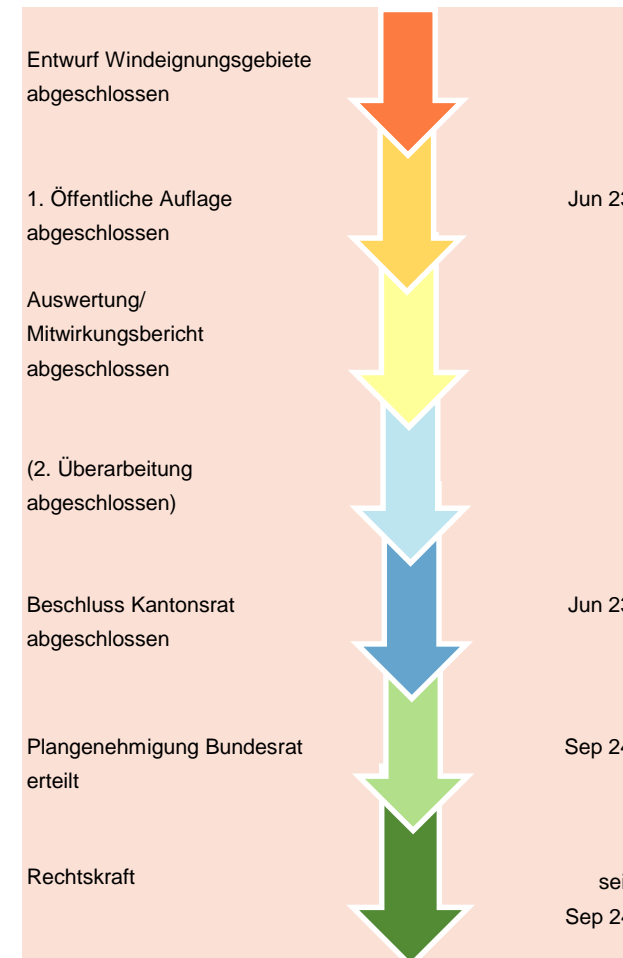 Entwurf Windeignungsgebiete
abgeschlossen
1. Öffentliche Auflage
abgeschlossen
Jun 23
Auswertung/
Mitwirkungsbericht
abgeschlossen
(2. Überarbeitung
abgeschlossen)
Beschluss Kantonsrat
abgeschlossen
Jun 23
Plangenehmigung Bundesrat
erteilt
Sep 24
Rechtskraft
Sep 24